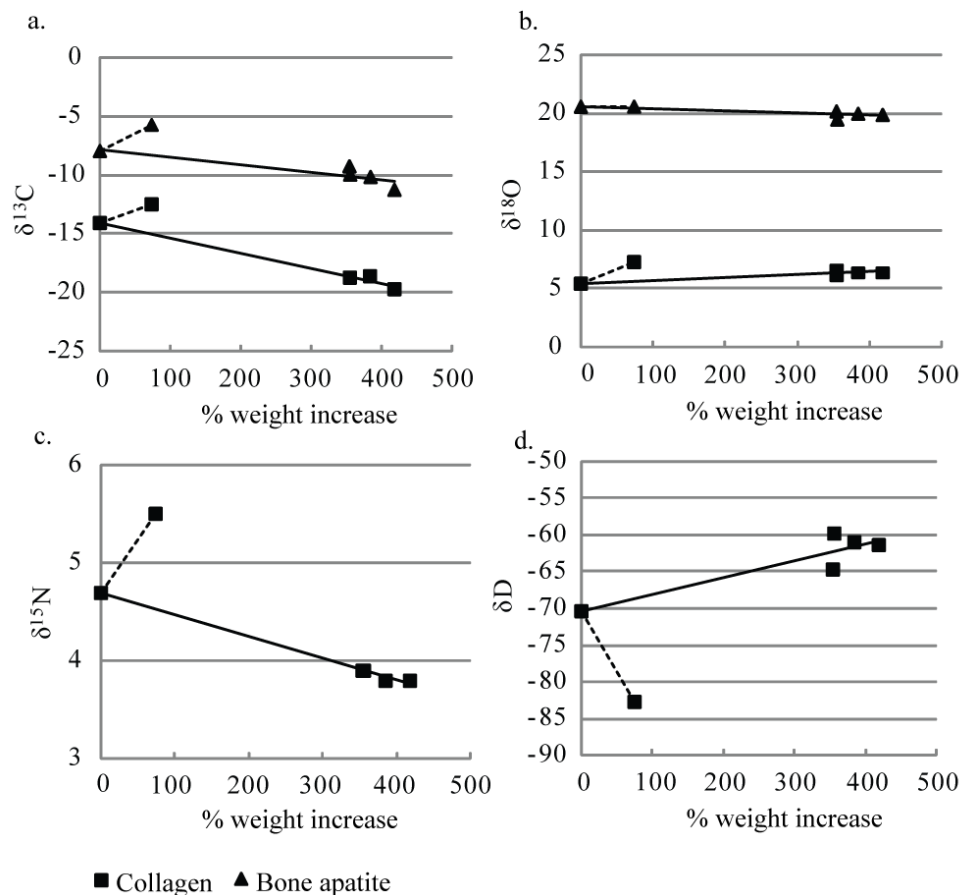 a.
0
-5
-10
-15
-20
-25
δ¹³C
0 100 200 300 400 500
% weight increase
b.
25
20
15
10
5
0
δ¹⁸O
0 100 200 300 400 500
% weight increase
c.
6
5
4
3
δ¹⁵N
0 100 200 300 400 500
% weight increase
d.
-50
-55
-60
-65
-70
-75
-80
-85
-90
δD
0 100 200 300 400 500
% weight increase
Collagen Bone apatite